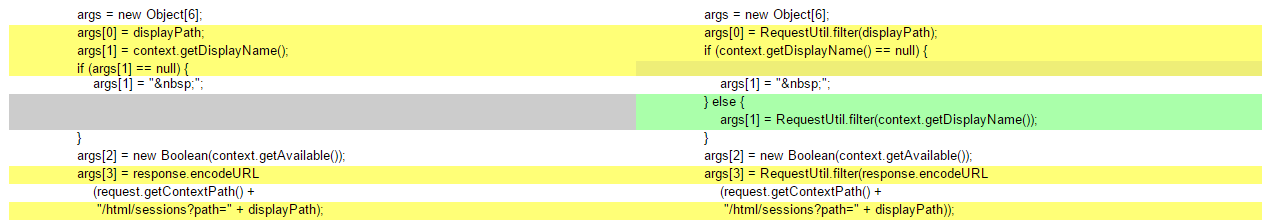 args = new Object[6];
args[0] = displayPath;
args[1] = context.getDisplayName();
if (args[1] == null) {
args[1] = "&nbsp;";
}
args[2] = new Boolean(context.getAvailable());
args[3] = response.encodeURL
(request.getContextPath() +
"/html/sessions?path=" + displayPath);
args = new Object[6];
args[0] = RequestUtil.filter(displayPath);
if (context.getDisplayName() == null) {
args[1] = "&nbsp;";
} else {
args[1] = RequestUtil.filter(context.getDisplayName());
}
args[2] = new Boolean(context.getAvailable());
args[3] = RequestUtil.filter(response.encodeURL
(request.getContextPath() +
"/html/sessions?path=" + displayPath));